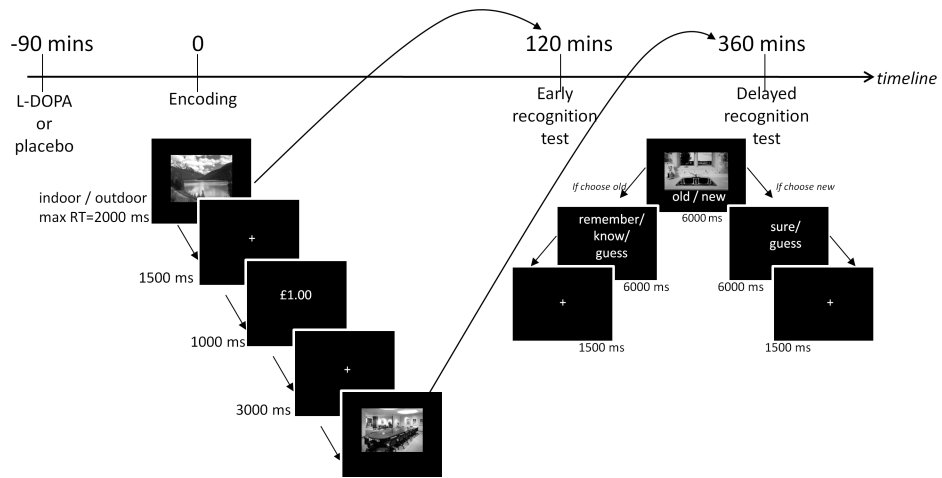 -90 mins
0
120 mins
360 mins
timeline
L-DOPA
or
placebo
Encoding
Early
recognition
test
Delayed
recognition
test
indoor / outdoor
max RT=2000 ms
+
1500 ms
£1.00
1000 ms
+
3000 ms
If choose old
old / new
If choose new
6000 ms
remember/
know/
guess
6000 ms
sure/
guess
6000 ms
+
1500 ms
+
1500 ms